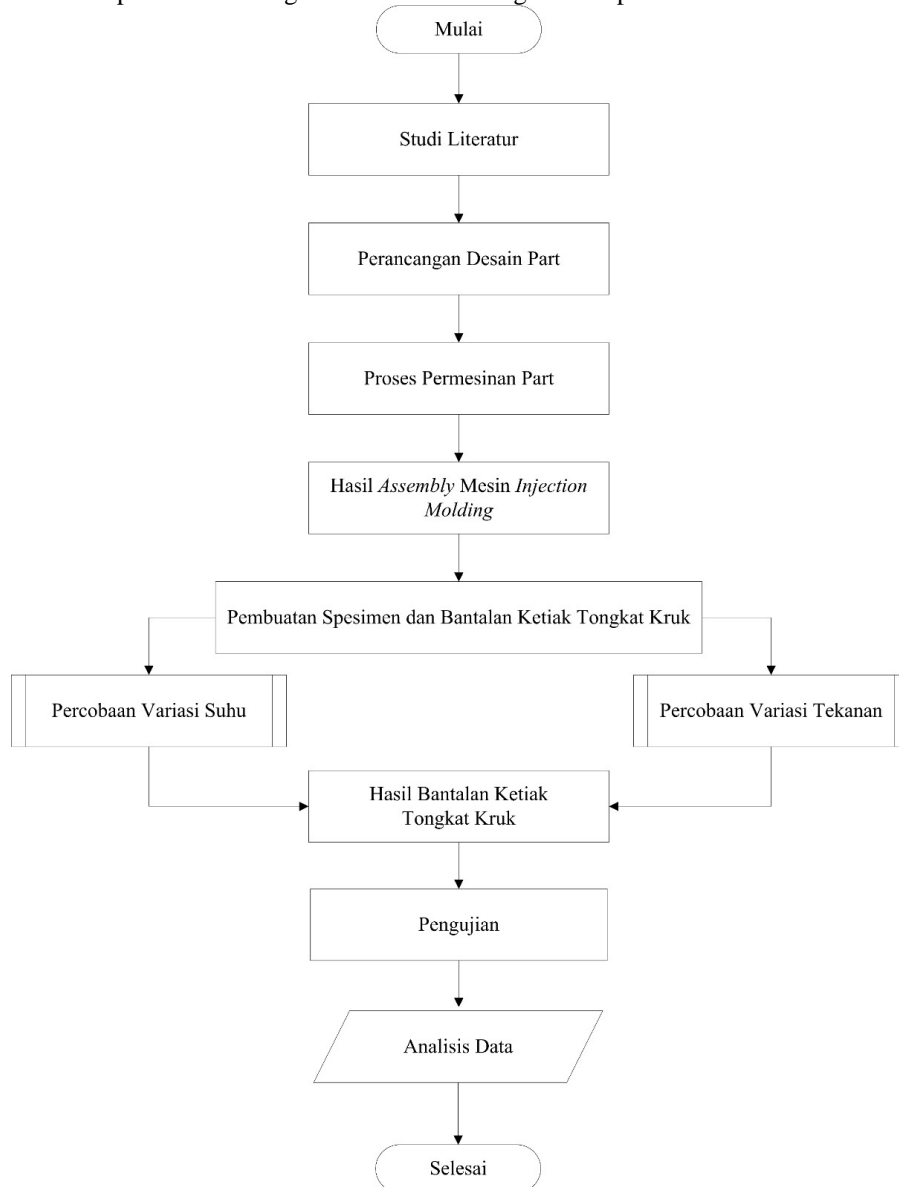 Mulai
Studi Literatur
Perancangan Desain Part
Proses Permesinan Part
Hasil Assembly Mesin Injection
Molding
Pembuatan Spesimen dan Bantalan Ketiak Tongkat Kruk
Percobaan Variasi Suhu
Percobaan Variasi Tekanan
Hasil Bantalan Ketiak
Tongkat Kruk
Pengujian
Analisis Data
Selesai